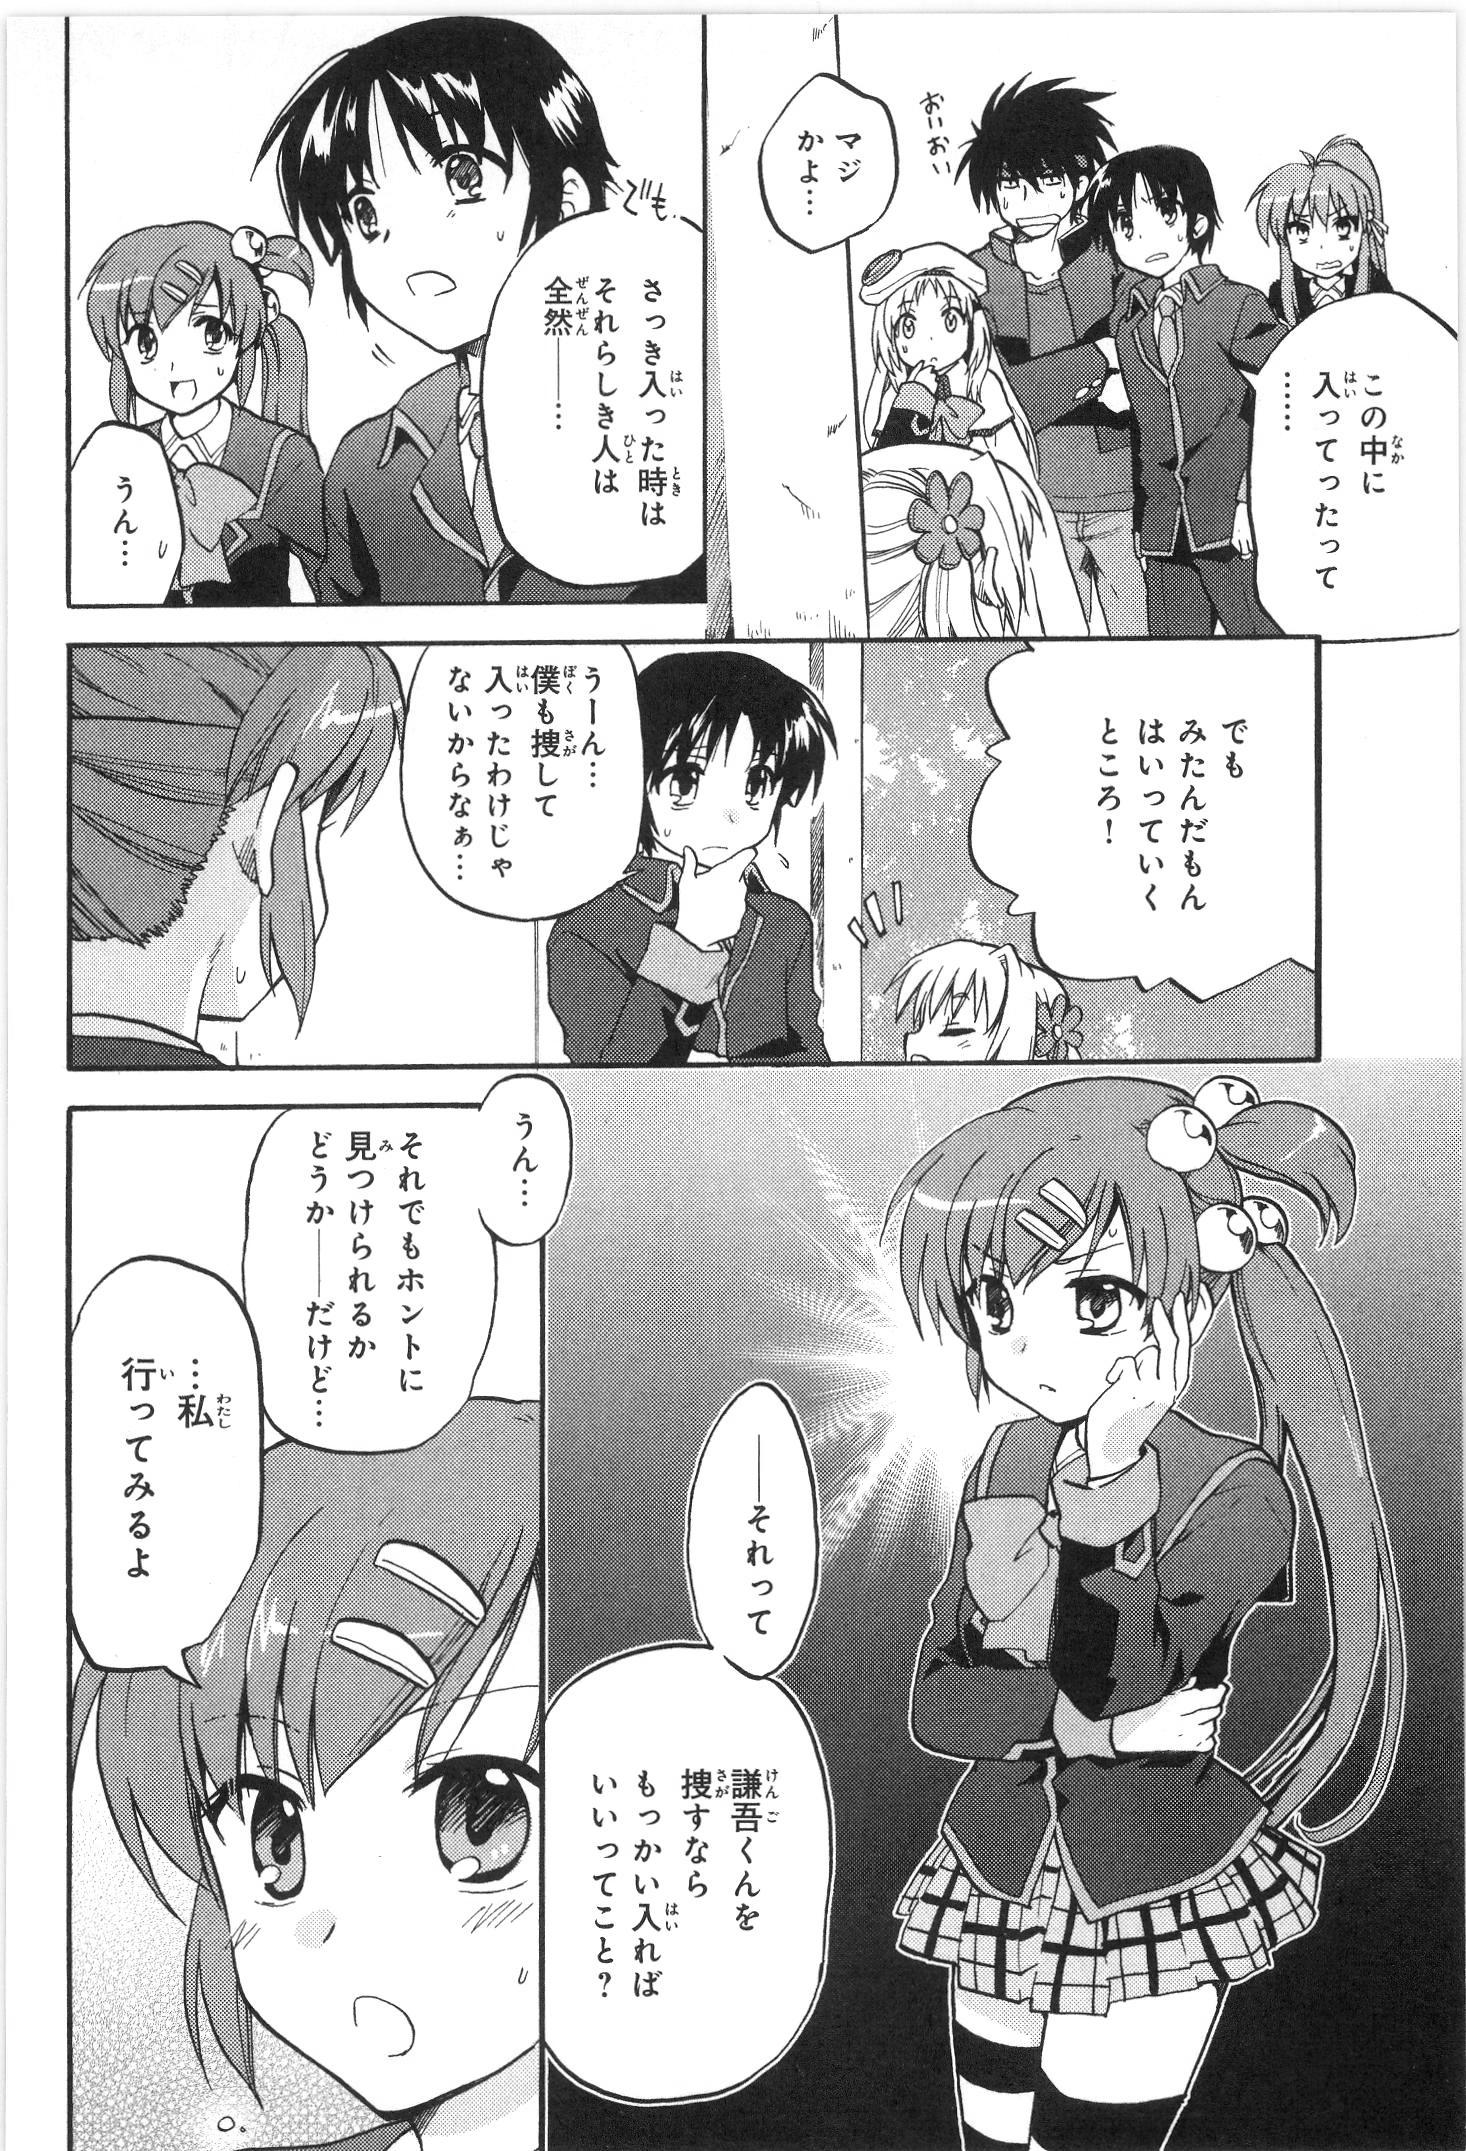 この中に
入ってったって
……
おいおい
マジ
かよ…
でも
さっき入った時は
それらしき人は
全然――…
うん…
でも
みたんだもん
はいっていく
ところ！
うーん…
僕も捜して
入ったわけじゃ
ないからなぁ…
――それって
謙吾くんを
捜すなら
もっかい入れば
いいってこと？
うん…
それでもホントに
見つけられるか
どうか――だけど…
…私
行ってみるよ